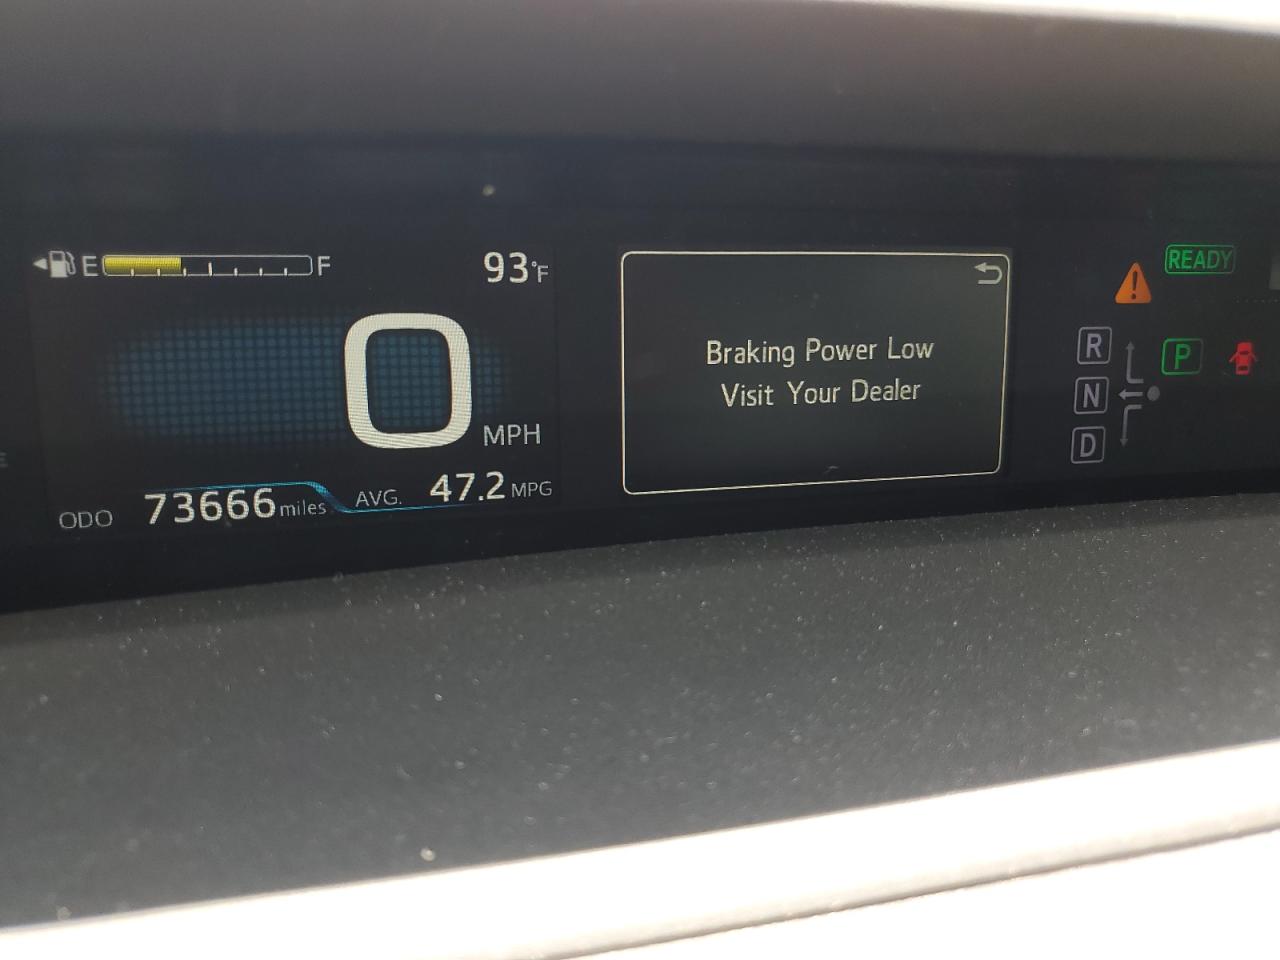 E F
93°F
0 MPH
ODO 73666 miles
AVG. 47.2 MPG
Braking Power Low
Visit Your Dealer
READY
R
N
D
P